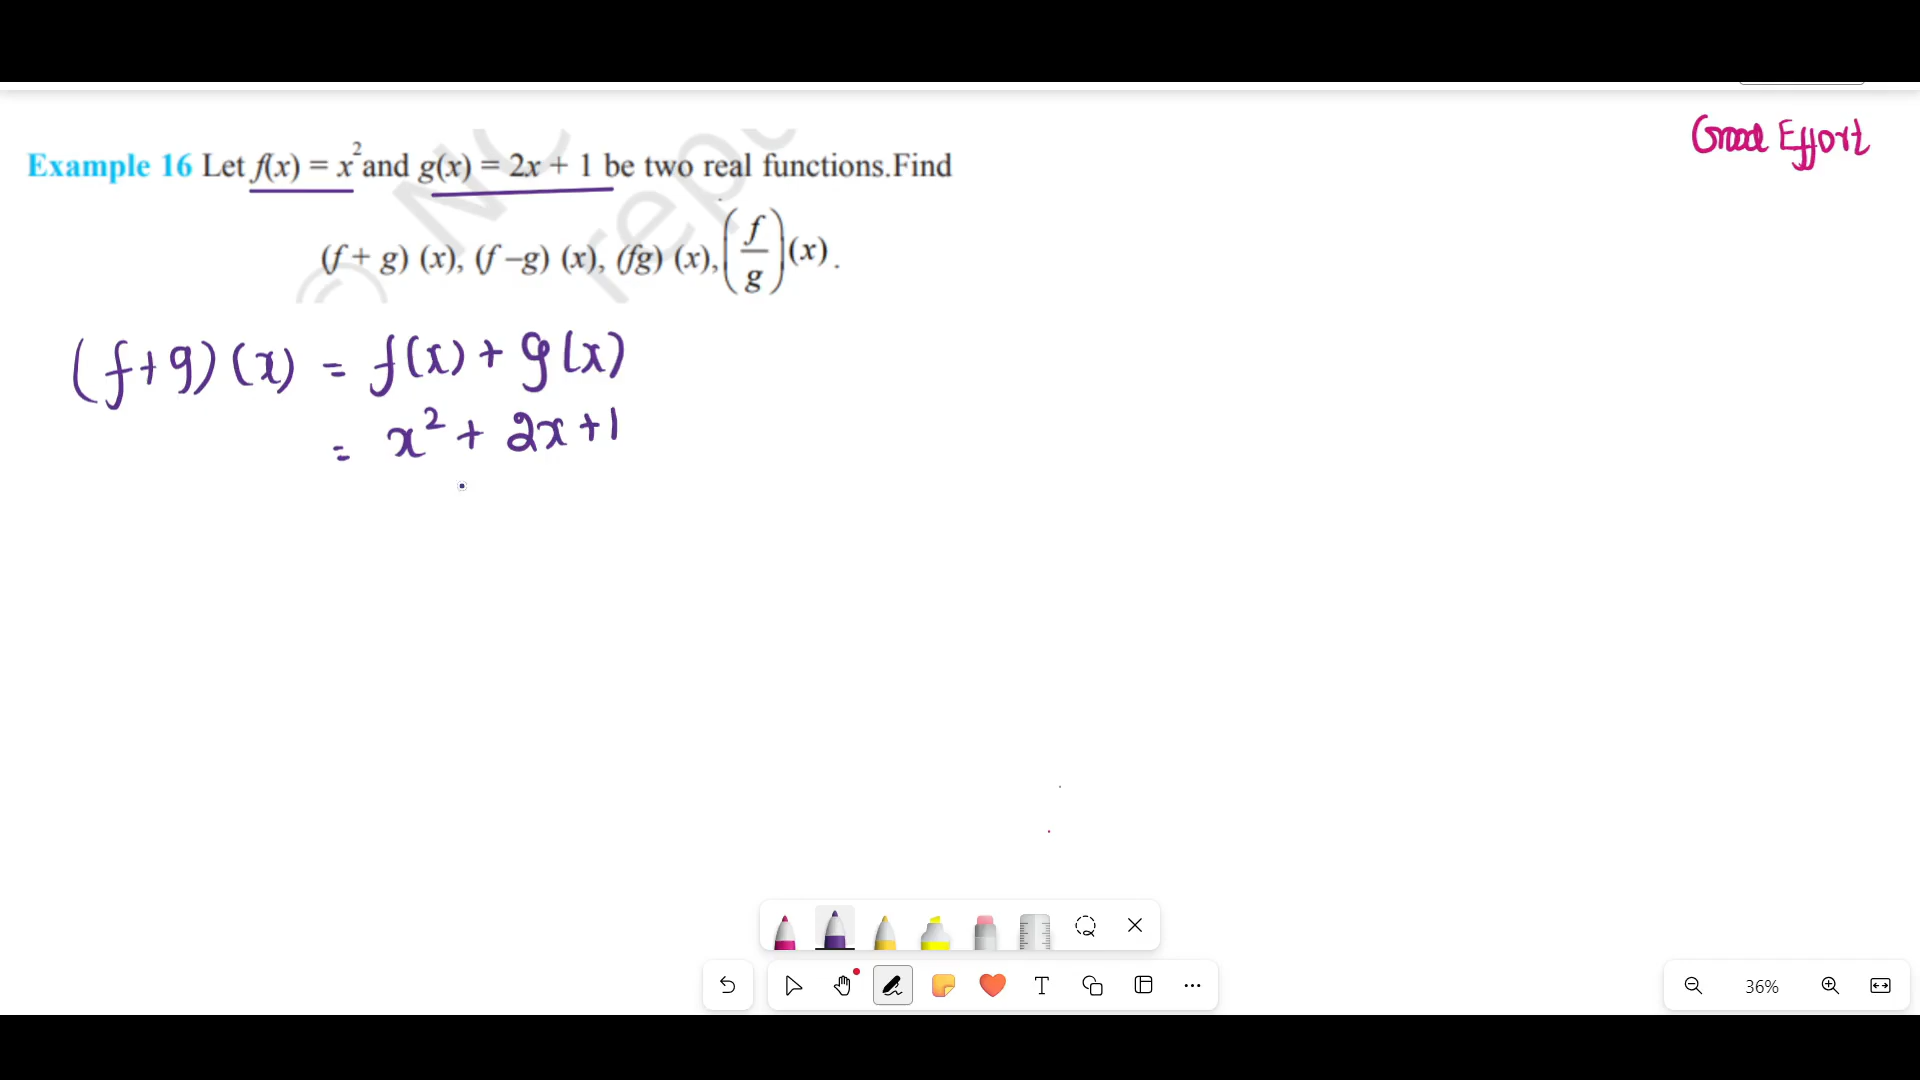 Good Effort
Example 16 Let f(x) = x² and g(x) = 2x + 1 be two real functions.Find
(f + g) (x), (f –g) (x), (fg) (x), (f/g)(x) .
(f+g)(x) = f(x) + g(x)
= x² + 2x+1
36%